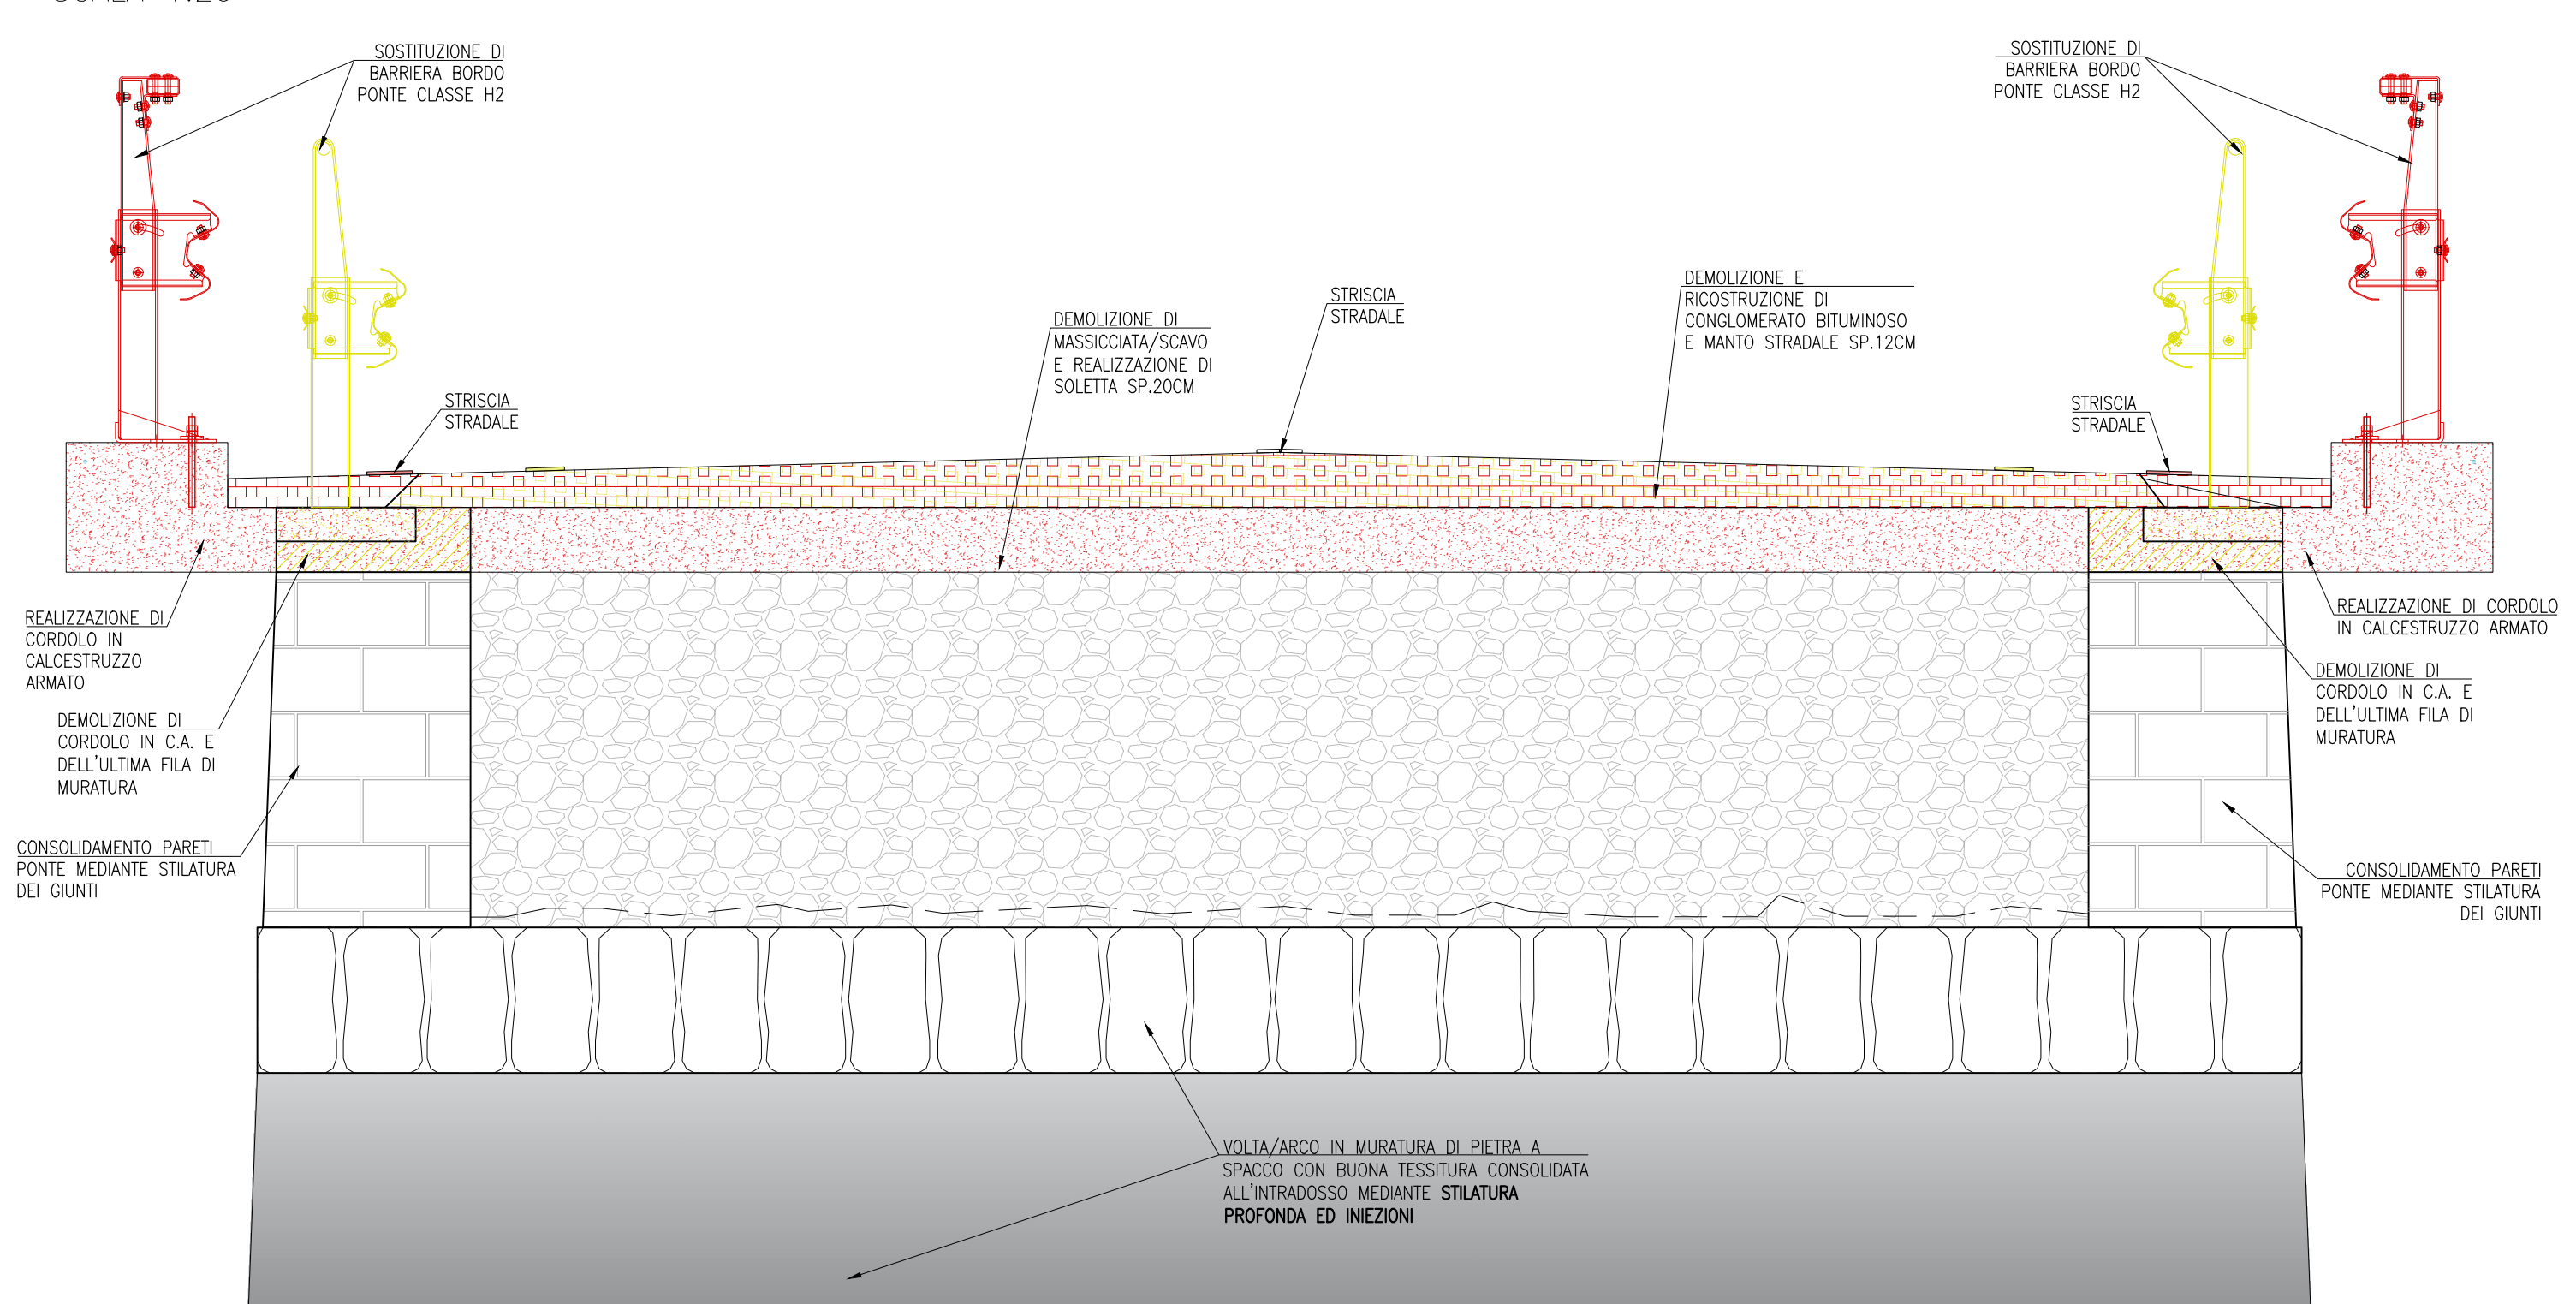 SOSTITUZIONE DI
BARRIERA BORDO
PONTE CLASSE H2
SOSTITUZIONE DI
BARRIERA BORDO
PONTE CLASSE H2
DEMOLIZIONE E
RICOSTRUZIONE DI
CONGLOMERATO BITUMINOSO
E MANTO STRADALE SP.12CM
STRISCIA
STRADALE
DEMOLIZIONE DI
MASSICCIATA/SCAVO
E REALIZZAZIONE DI
SOLETTA SP.20CM
STRISCIA
STRADALE
STRISCIA
STRADALE
REALIZZAZIONE DI
CORDOLO IN
CALCESTRUZZO
ARMATO
REALIZZAZIONE DI CORDOLO
IN CALCESTRUZZO ARMATO
DEMOLIZIONE DI
CORDOLO IN C.A. E
DELL'ULTIMA FILA DI
MURATURA
DEMOLIZIONE DI
CORDOLO IN C.A. E
DELL'ULTIMA FILA DI
MURATURA
CONSOLIDAMENTO PARETI
PONTE MEDIANTE STILATURA
DEI GIUNTI
CONSOLIDAMENTO PARETI
PONTE MEDIANTE STILATURA
DEI GIUNTI
VOLTA/ARCO IN MURATURA DI PIETRA A
SPACCO CON BUONA TESSITURA CONSOLIDATA
ALL'INTRADOSSO MEDIANTE STILATURA
PROFONDA ED INIEZIONI